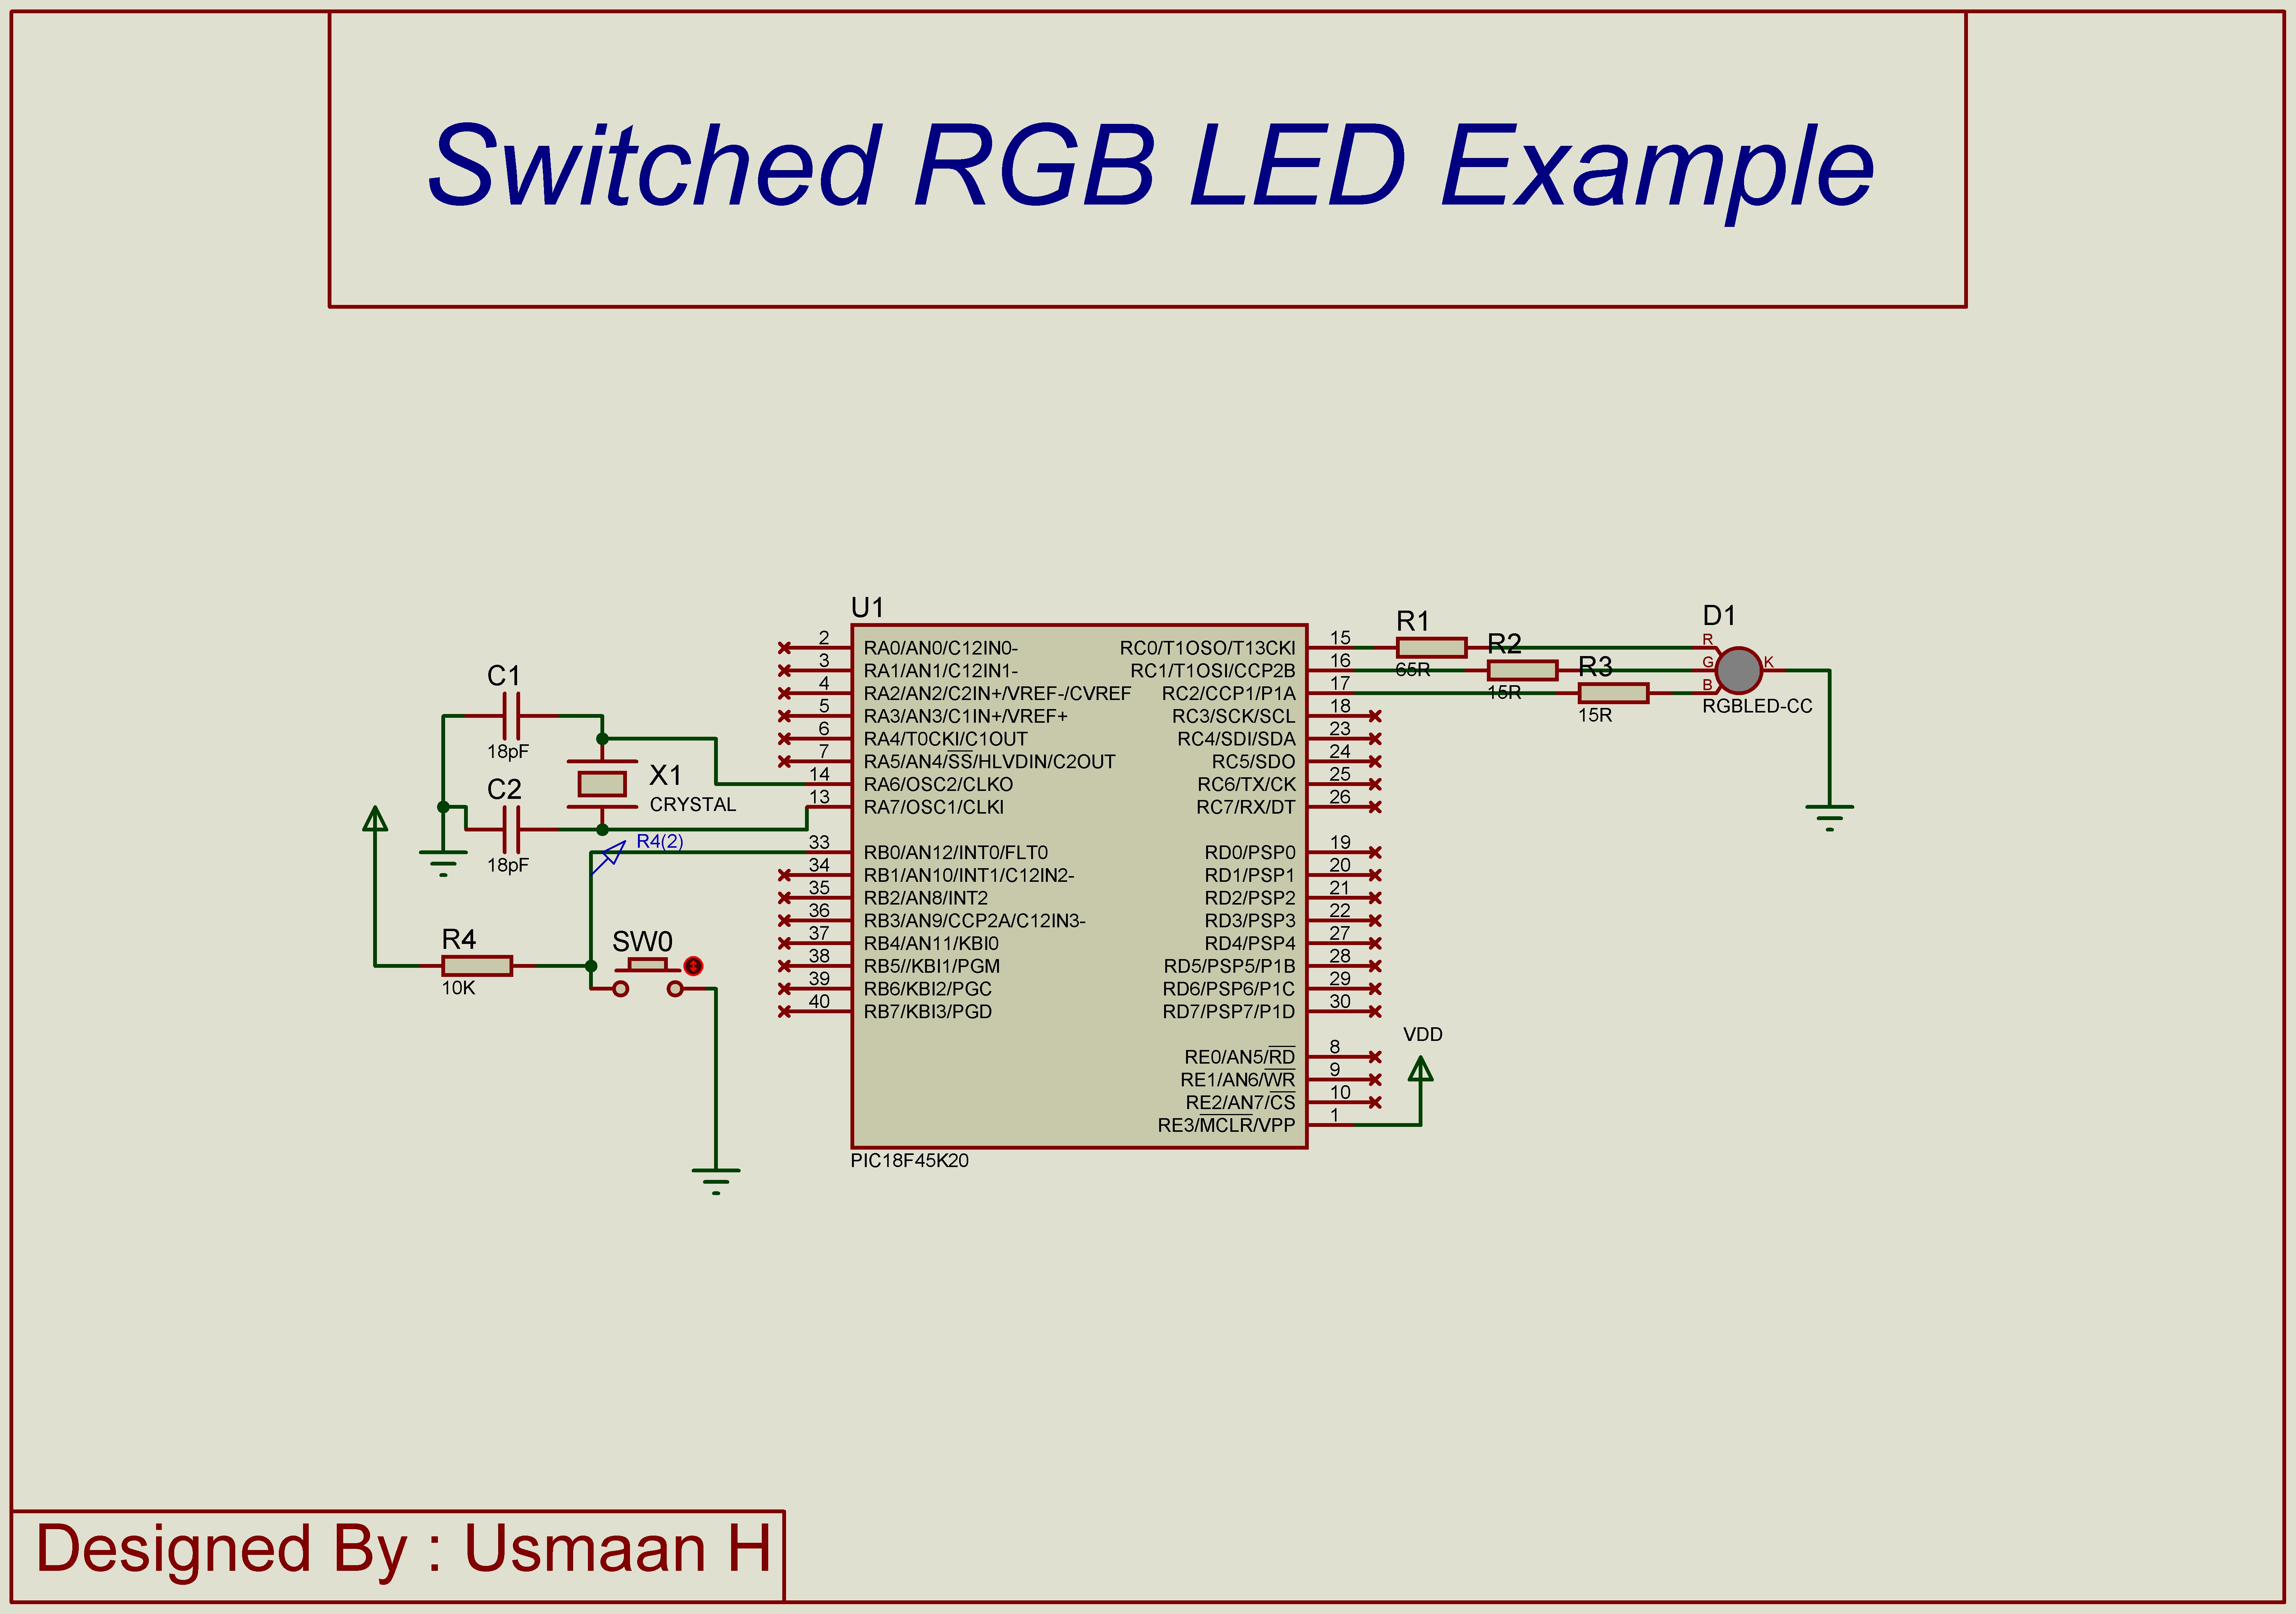 Switched RGB LED Example
U1
2 RA0/AN0/C12IN0-
3 RA1/AN1/C12IN1-
4 RA2/AN2/C2IN+/VREF-/CVREF
5 RA3/AN3/C1IN+/VREF+
6 RA4/T0CKI/C1OUT
7 RA5/AN4/SS/HLVDIN/C2OUT
14 RA6/OSC2/CLKO
13 RA7/OSC1/CLKI
33 RB0/AN12/INT0/FLT0
34 RB1/AN10/INT1/C12IN2-
35 RB2/AN8/INT2
36 RB3/AN9/CCP2A/C12IN3-
37 RB4/AN11/KBI0
38 RB5//KBI1/PGM
39 RB6/KBI2/PGC
40 RB7/KBI3/PGD
RC0/T1OSO/T13CKI 15
RC1/T1OSI/CCP2B 16
RC2/CCP1/P1A 17
RC3/SCK/SCL 18
RC4/SDI/SDA 23
RC5/SDO 24
RC6/TX/CK 25
RC7/RX/DT 26
RD0/PSP0 19
RD1/PSP1 20
RD2/PSP2 21
RD3/PSP3 22
RD4/PSP4 27
RD5/PSP5/P1B 28
RD6/PSP6/P1C 29
RD7/PSP7/P1D 30
RE0/AN5/RD 8
RE1/AN6/WR 9
RE2/AN7/CS 10
RE3/MCLR/VPP 1
PIC18F45K20
C1
18pF
C2
18pF
X1
CRYSTAL
R4(2)
R4
10K
SW0
R1
65R
R2
15R
R3
15R
D1
R
G
B
K
RGBLED-CC
VDD
Designed By : Usmaan H